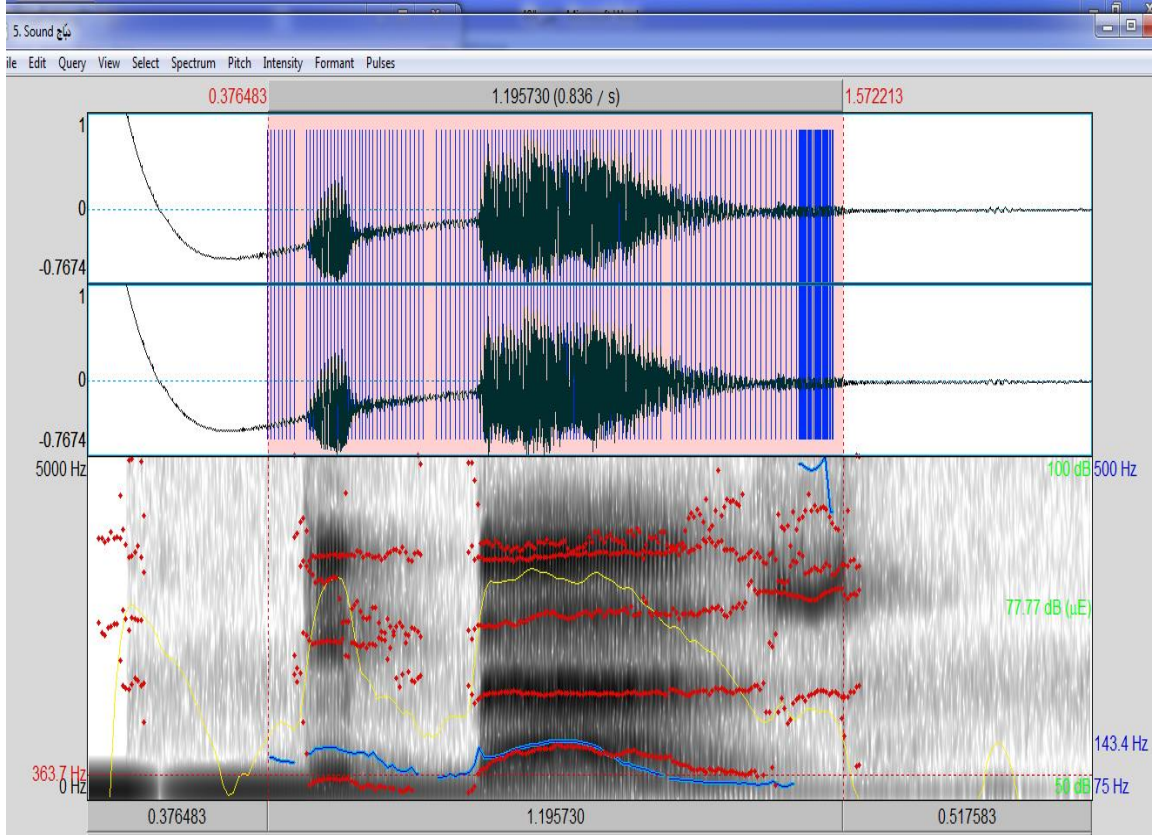 5. Sound
ile Edit Query View Select Spectrum Pitch Intensity Formant Pulses
0.376483 1.195730 (0.836 / s) 1.572213
1
0
-0.7674
1
0
-0.7674
5000 Hz 100 dB 500 Hz
77.77 dB (µE)
143.4 Hz
363.7 Hz
0 Hz 50 dB 75 Hz
0.376483 1.195730 0.517583